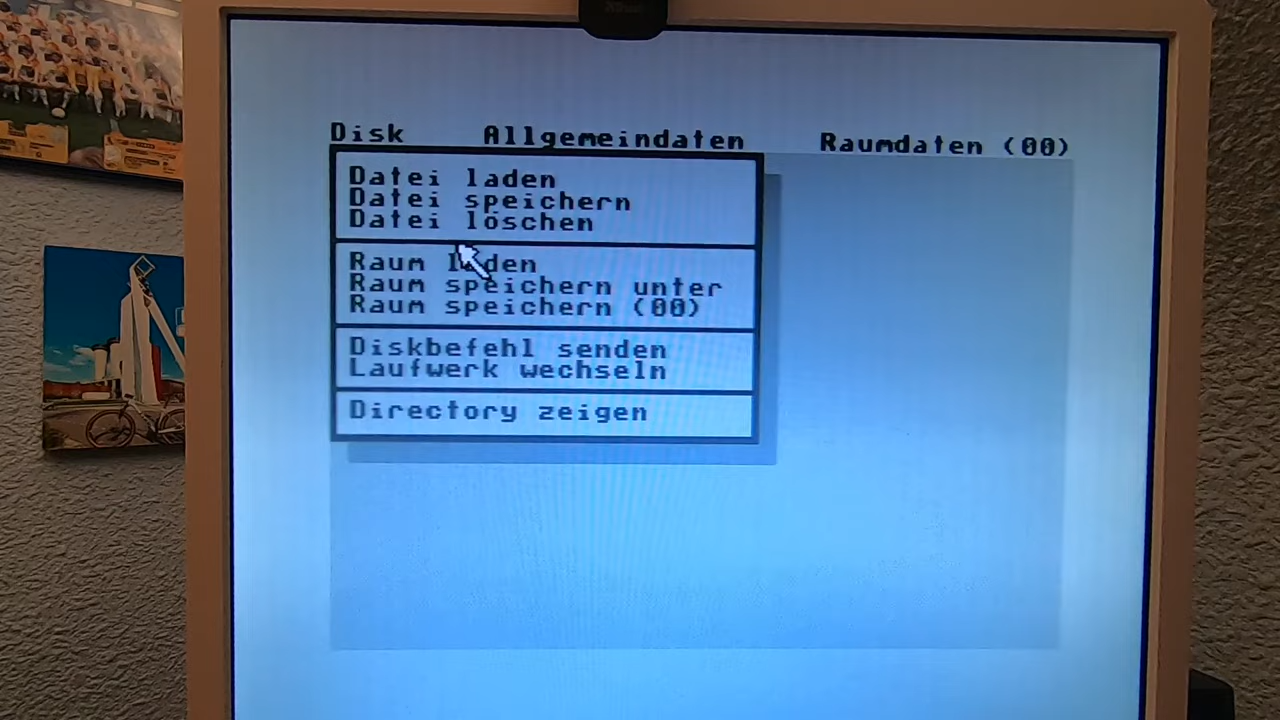 Disk Allgemeindaten Raumdaten (00)
Datei laden
Datei speichern
Datei löschen
Raum laden
Raum speichern unter
Raum speichern (00)
Diskbefehl senden
Laufwerk wechseln
Directory zeigen